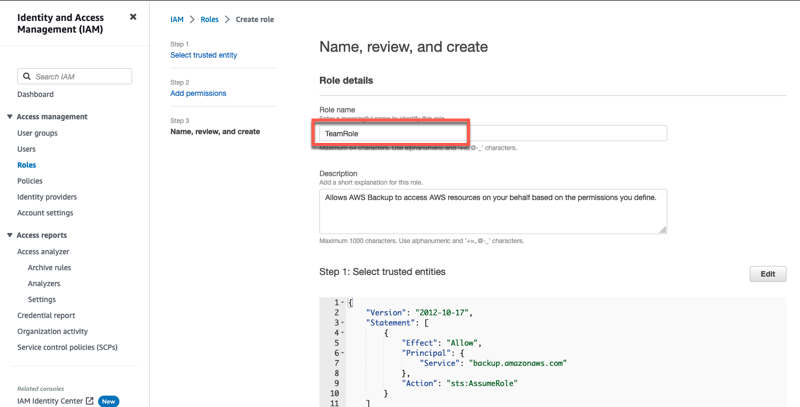 Identity and Access
Management (IAM)
Search IAM
Dashboard
Access management
User groups
Users
Roles
Policies
Identity providers
Account settings
Access reports
Access analyzer
Archive rules
Analyzers
Settings
Credential report
Organization activity
Service control policies (SCPs)
Related consoles
IAM Identity Center
New
IAM > Roles > Create role
Step 1
Select trusted entity
Step 2
Add permissions
Step 3
Name, review, and create
Name, review, and create
Role details
Role name
Enter a meaningful name to identify this role.
TeamRole
Maximum 64 characters. Use alphanumeric and '+=,.@-_' characters.
Description
Add a short explanation for this role.
Allows AWS Backup to access AWS resources on your behalf based on the permissions you define.
Maximum 1000 characters. Use alphanumeric and '+=,.@-_' characters.
Step 1: Select trusted entities
Edit
1 {
2 "Version": "2012-10-17",
3 "Statement": [
4 {
5 "Effect": "Allow",
6 "Principal": {
7 "Service": "backup.amazonaws.com"
8 },
9 "Action": "sts:AssumeRole"
10 }
11 ]